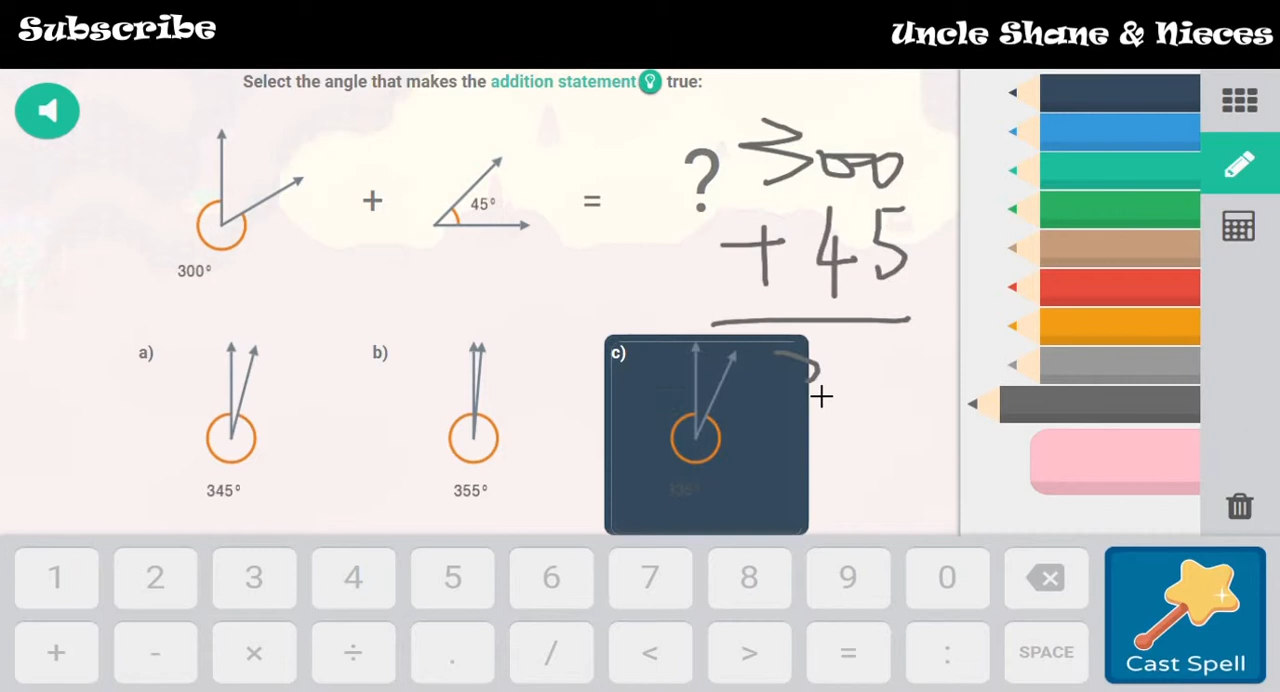 Subscribe
Uncle Shane & Nieces
Select the angle that makes the addition statement true:
45°
+
=
?
300
+ 45
300°
a)
b)
c)
345°
355°
1 2 3 4 5 6 7 8 9 0
+ - × ÷ . / < > = : SPACE
Cast Spell